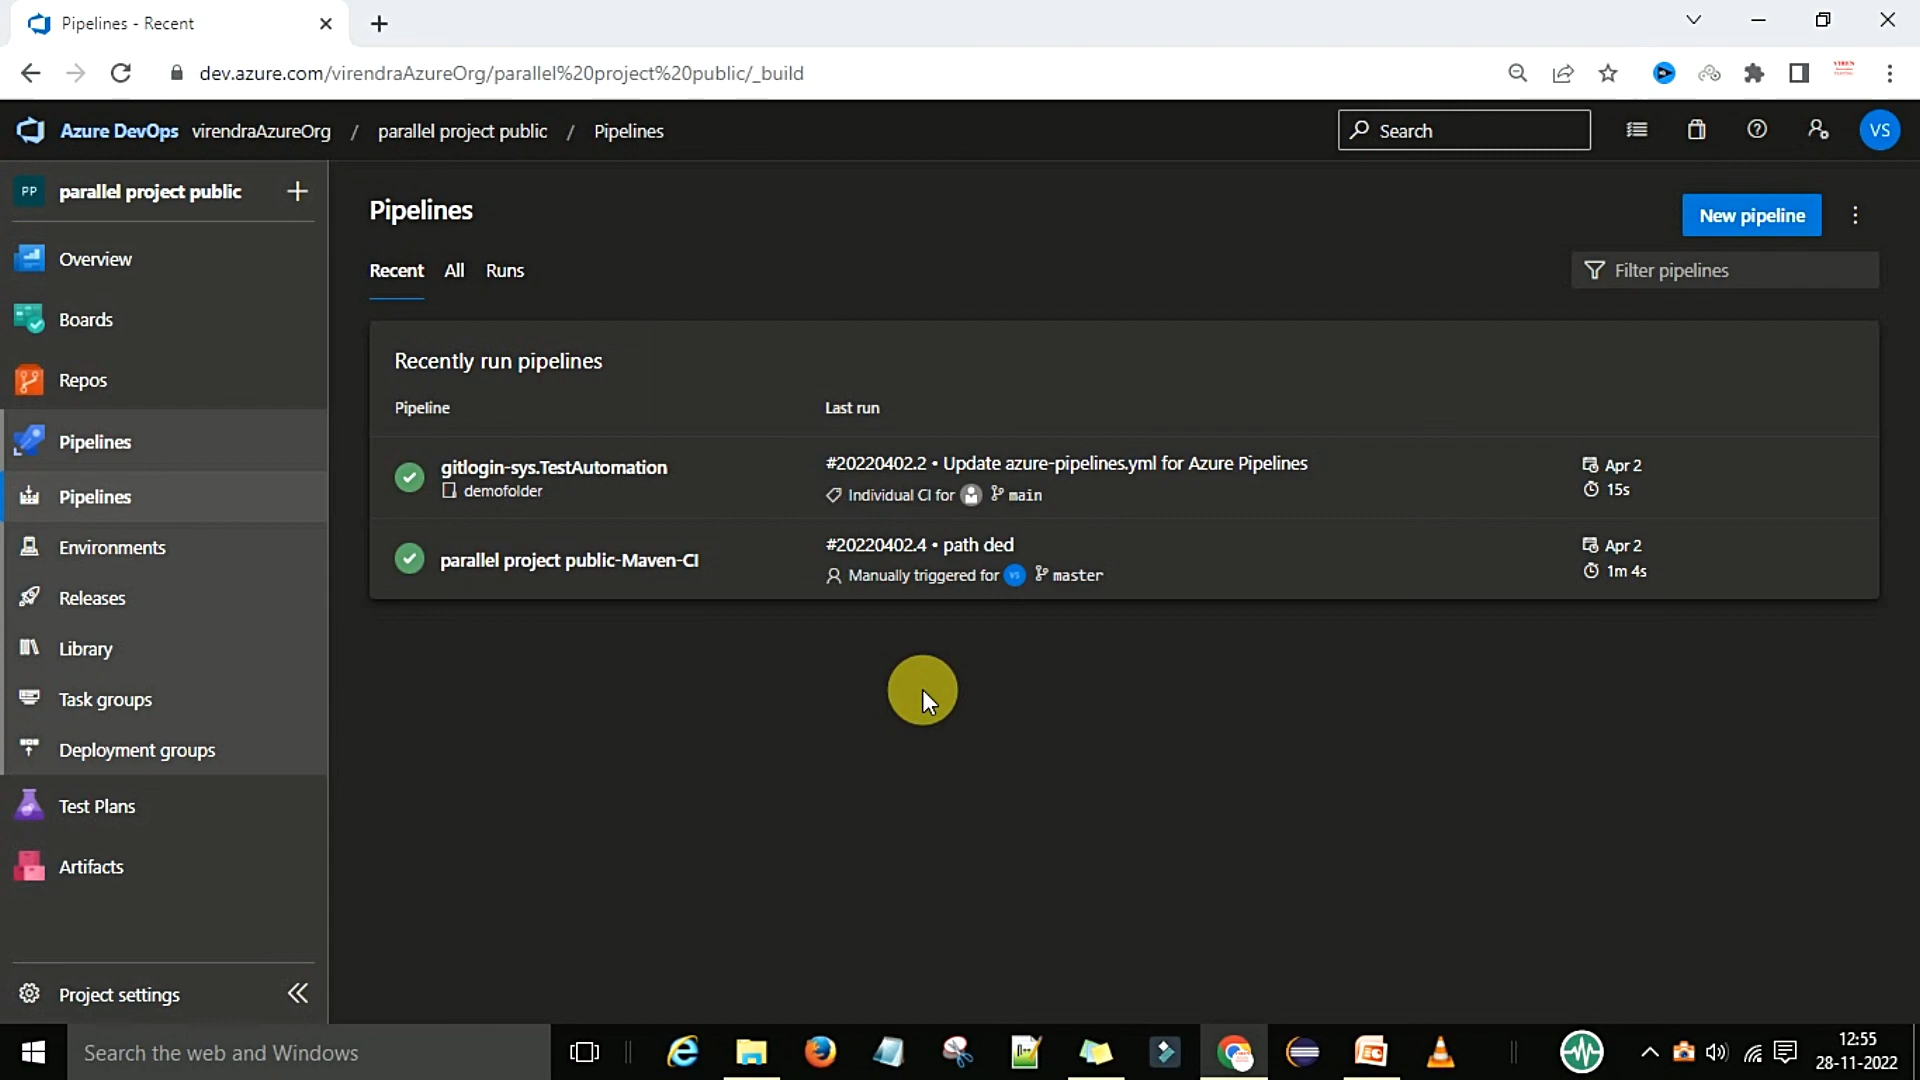 Pipelines - Recent
dev.azure.com/virendraAzureOrg/parallel%20project%20public/_build
Azure DevOps virendraAzureOrg / parallel project public / Pipelines
Search
VS
PP parallel project public
Overview
Boards
Repos
Pipelines
Pipelines
Environments
Releases
Library
Task groups
Deployment groups
Test Plans
Artifacts
Project settings
Pipelines
New pipeline
Recent All Runs
Filter pipelines
Recently run pipelines
Pipeline Last run
gitlogin-sys.TestAutomation
demofolder
#20220402.2 • Update azure-pipelines.yml for Azure Pipelines
Individual CI for main
Apr 2
15s
parallel project public-Maven-CI
#20220402.4 • path ded
Manually triggered for VS master
Apr 2
1m 4s
Search the web and Windows
12:55
28-11-2022